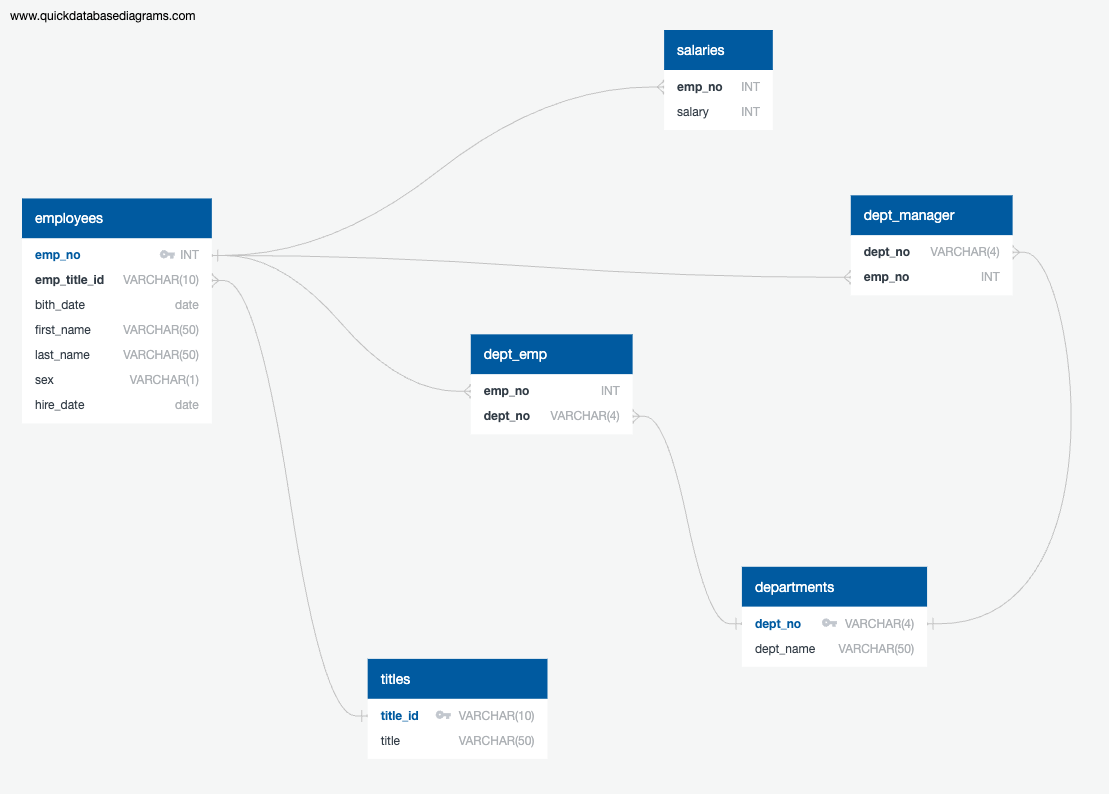 www.quickdatabasediagrams.com
salaries
emp_no INT
salary INT
employees
emp_no INT
emp_title_id VARCHAR(10)
bith_date date
first_name VARCHAR(50)
last_name VARCHAR(50)
sex VARCHAR(1)
hire_date date
dept_manager
dept_no VARCHAR(4)
emp_no INT
dept_emp
emp_no INT
dept_no VARCHAR(4)
departments
dept_no VARCHAR(4)
dept_name VARCHAR(50)
titles
title_id VARCHAR(10)
title VARCHAR(50)